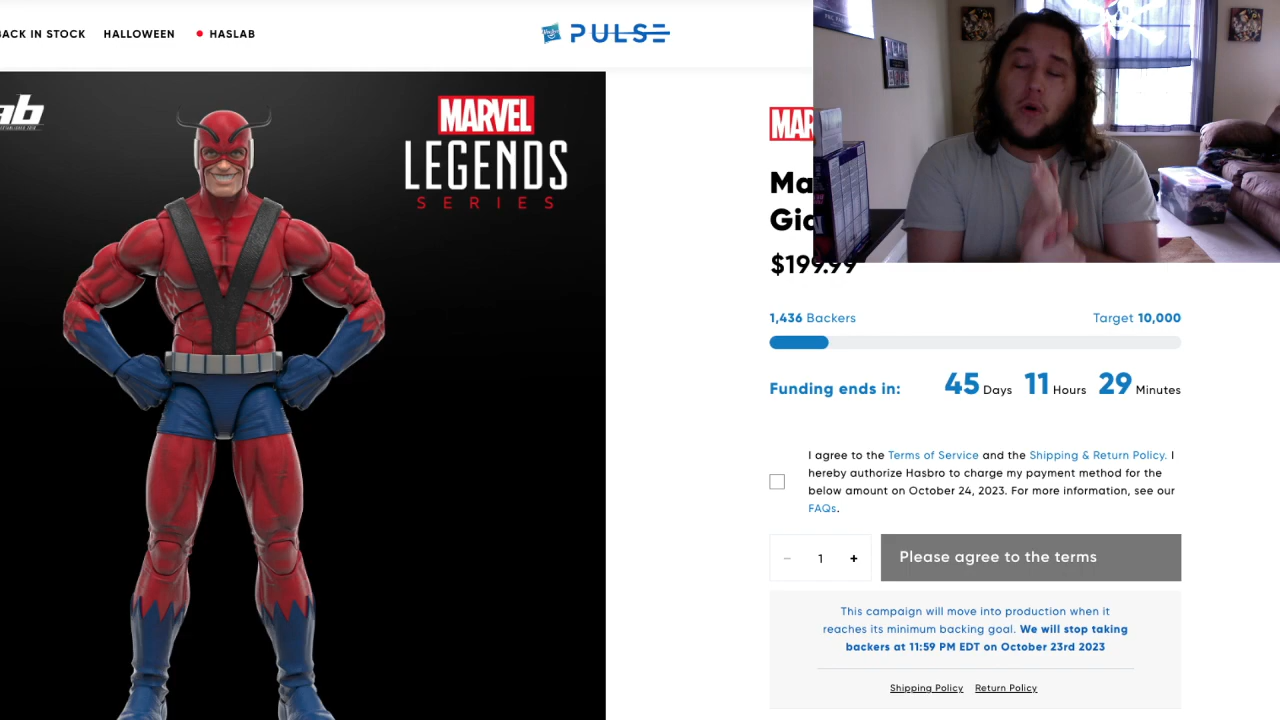 BACK IN STOCK HALLOWEEN HASLAB
PULSE
ab
MARVEL
LEGENDS
SERIES
MAR
Ma
Gia
$199.99
1,436 Backers Target 10,000
Funding ends in: 45 Days 11 Hours 29 Minutes
I agree to the Terms of Service and the Shipping & Return Policy. I
hereby authorize Hasbro to charge my payment method for the
below amount on October 24, 2023. For more information, see our
FAQs.
− 1 + Please agree to the terms
This campaign will move into production when it
reaches its minimum backing goal. We will stop taking
backers at 11:59 PM EDT on October 23rd 2023
Shipping Policy Return Policy